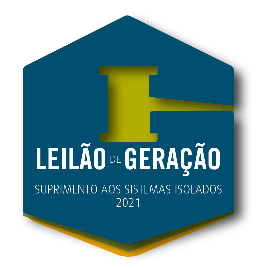 LEILÃO DE GERAÇÃO
SUPRIMENTO AOS SISTEMAS ISOLADOS
2021